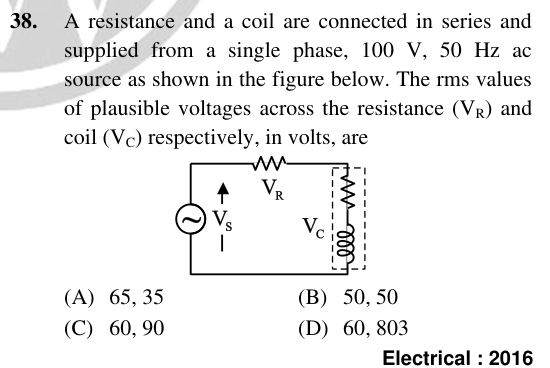 38. A resistance and a coil are connected in series and
supplied from a single phase, 100 V, 50 Hz ac
source as shown in the figure below. The rms values
of plausible voltages across the resistance (V_R) and
coil (V_C) respectively, in volts, are
V_R
V_s
V_C
(A) 65, 35 (B) 50, 50
(C) 60, 90 (D) 60, 803
Electrical : 2016